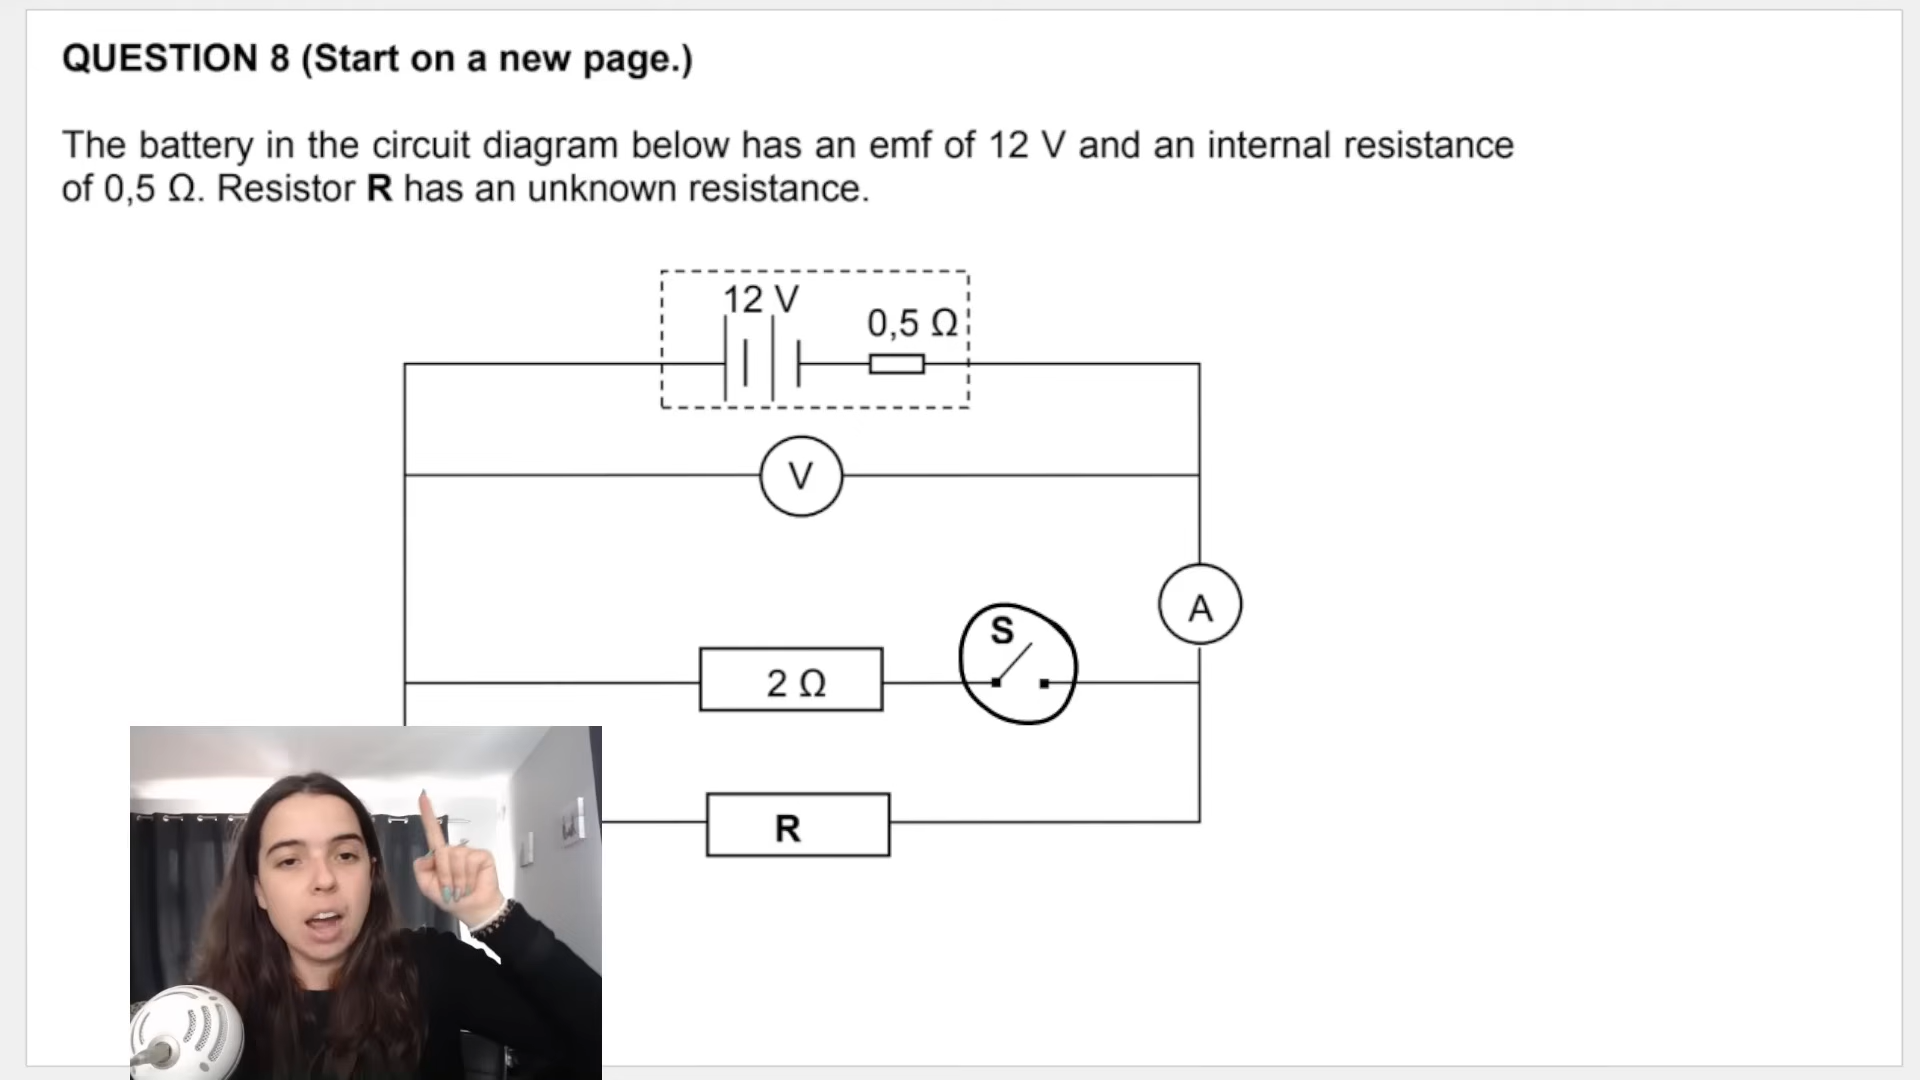 QUESTION 8 (Start on a new page.)
The battery in the circuit diagram below has an emf of 12 V and an internal resistance
of 0,5 Ω. Resistor R has an unknown resistance.
12 V
0,5 Ω
V
A
S
2 Ω
R